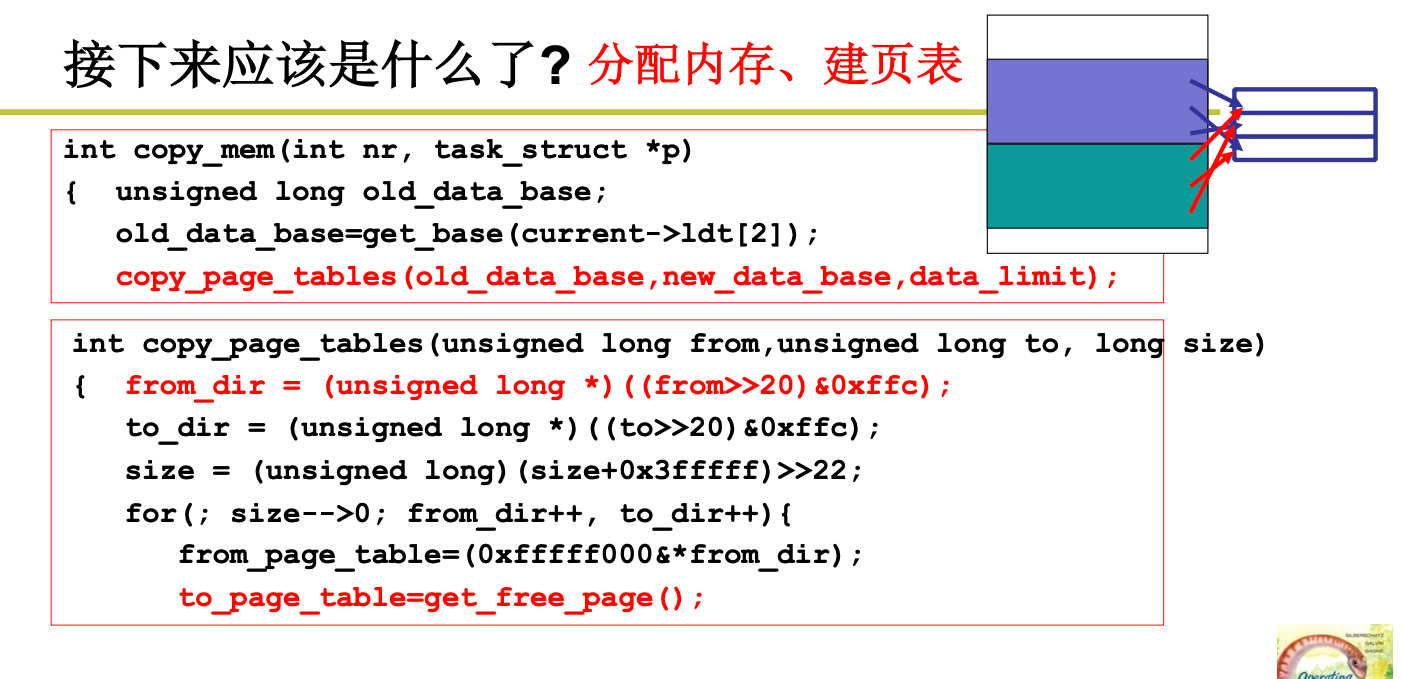 接下来应该是什么了? 分配内存、建页表
int copy_mem(int nr, task_struct *p)
{ unsigned long old_data_base;
old_data_base=get_base(current->ldt[2]);
copy_page_tables(old_data_base,new_data_base,data_limit);
int copy_page_tables(unsigned long from,unsigned long to, long size)
{ from_dir = (unsigned long *)((from>>20)&0xffc);
to_dir = (unsigned long *)((to>>20)&0xffc);
size = (unsigned long)(size+0x3fffff)>>22;
for(; size-->0; from_dir++, to_dir++){
from_page_table=(0xfffff000&*from_dir);
to_page_table=get_free_page();
SILBERSCHATZ
GALVIN
GAGNE
Operating